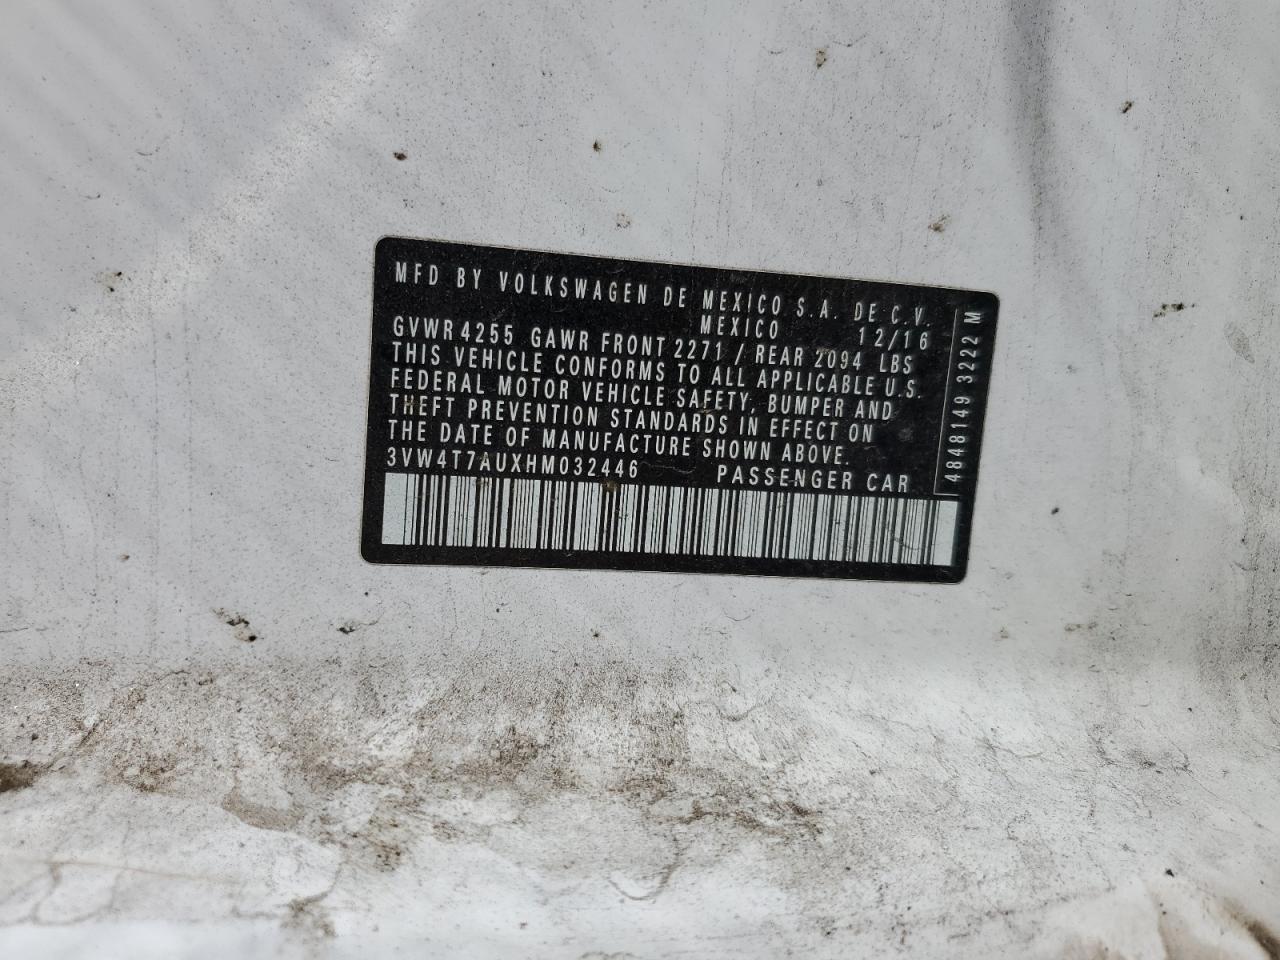 MFD BY VOLKSWAGEN DE MEXICO S.A. DE C.V.
MEXICO 12/16
GVWR 4255 GAWR FRONT 2271 / REAR 2094 LBS
THIS VEHICLE CONFORMS TO ALL APPLICABLE U.S.
FEDERAL MOTOR VEHICLE SAFETY, BUMPER AND
THEFT PREVENTION STANDARDS IN EFFECT ON
THE DATE OF MANUFACTURE SHOWN ABOVE.
3VW4T7AUXHM032446 PASSENGER CAR
4848149 3222 M